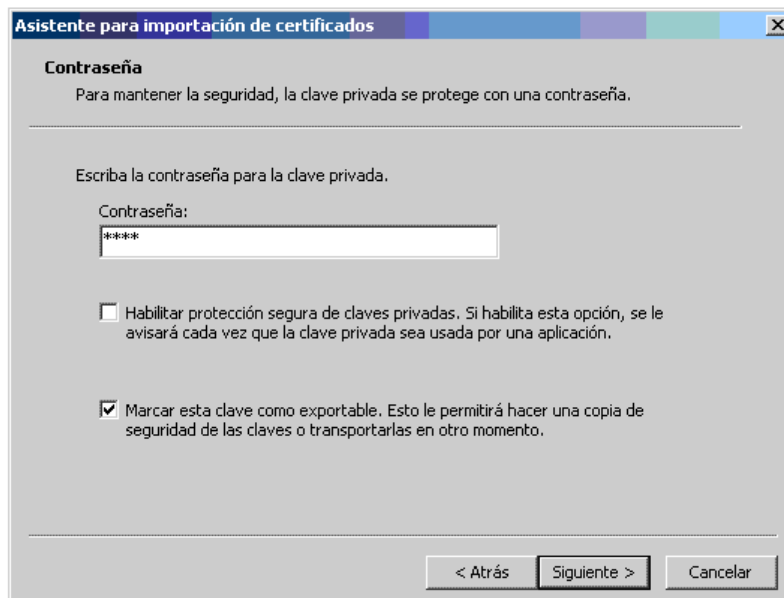 Asistente para importación de certificados
Contraseña
Para mantener la seguridad, la clave privada se protege con una contraseña.
Escriba la contraseña para la clave privada.
Contraseña:
****
Habilitar protección segura de claves privadas. Si habilita esta opción, se le
avisará cada vez que la clave privada sea usada por una aplicación.
Marcar esta clave como exportable. Esto le permitirá hacer una copia de
seguridad de las claves o transportarlas en otro momento.
< Atrás Siguiente > Cancelar